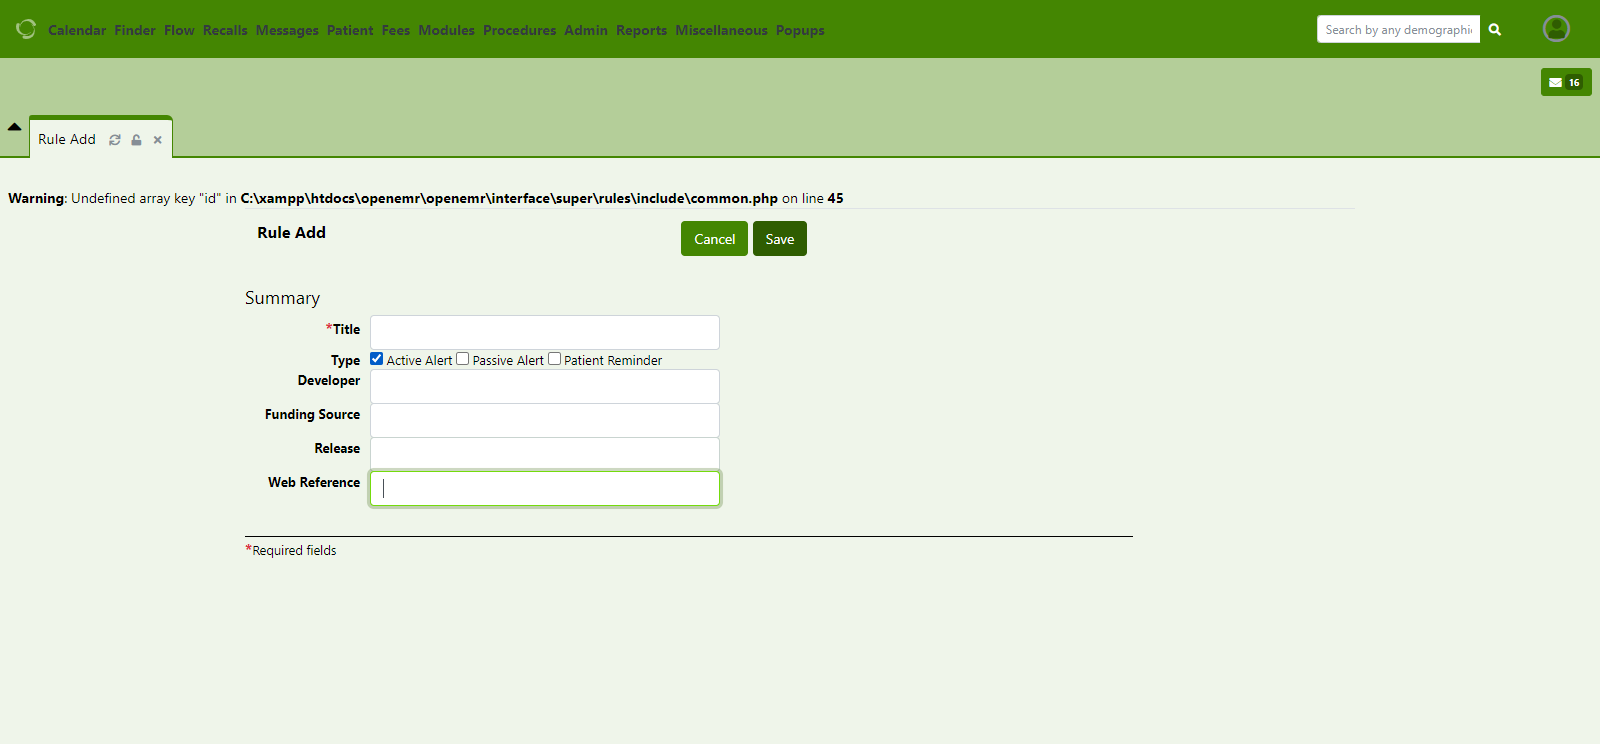 Calendar Finder Flow Recalls Messages Patient Fees Modules Procedures Admin Reports Miscellaneous Popups
Search by any demographi
16
Rule Add
Warning: Undefined array key "id" in C:\xampp\htdocs\openemr\openemr\interface\super\rules\include\common.php on line 45
Rule Add
Cancel
Save
Summary
*Title
Type
Active Alert Passive Alert Patient Reminder
Developer
Funding Source
Release
Web Reference
*Required fields